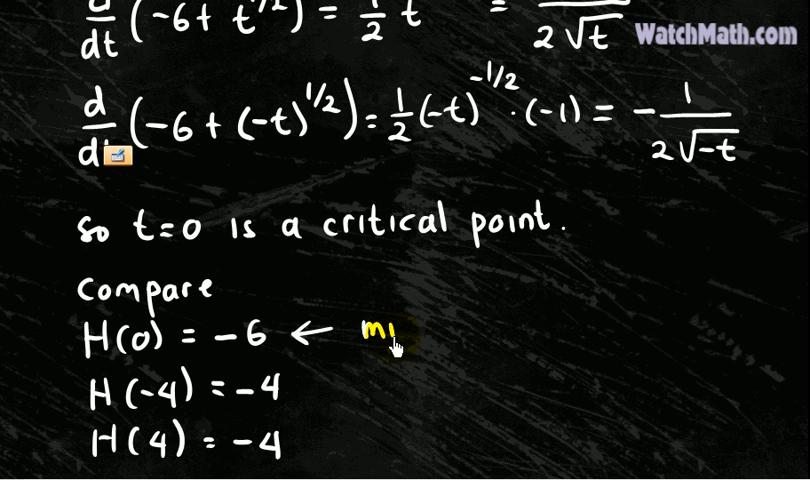 d/dt (-6+ t^1/2) = 1/2 t = 1/(2√t)
WatchMath.com
d/dt (-6 + (-t)^1/2) = 1/2 (-t)^-1/2 · (-1) = - 1/(2√-t)
So t=0 is a critical point.
Compare
H(0) = -6 ← mi
H(-4) = -4
H(4) = -4